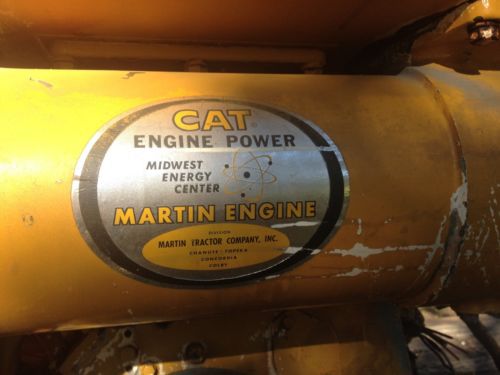 CAT
ENGINE POWER
MIDWEST
ENERGY
CENTER
MARTIN ENGINE
DIVISION
MARTIN TRACTOR COMPANY, INC.
CHANUTE - TOPEKA
CONCORDIA
COLBY